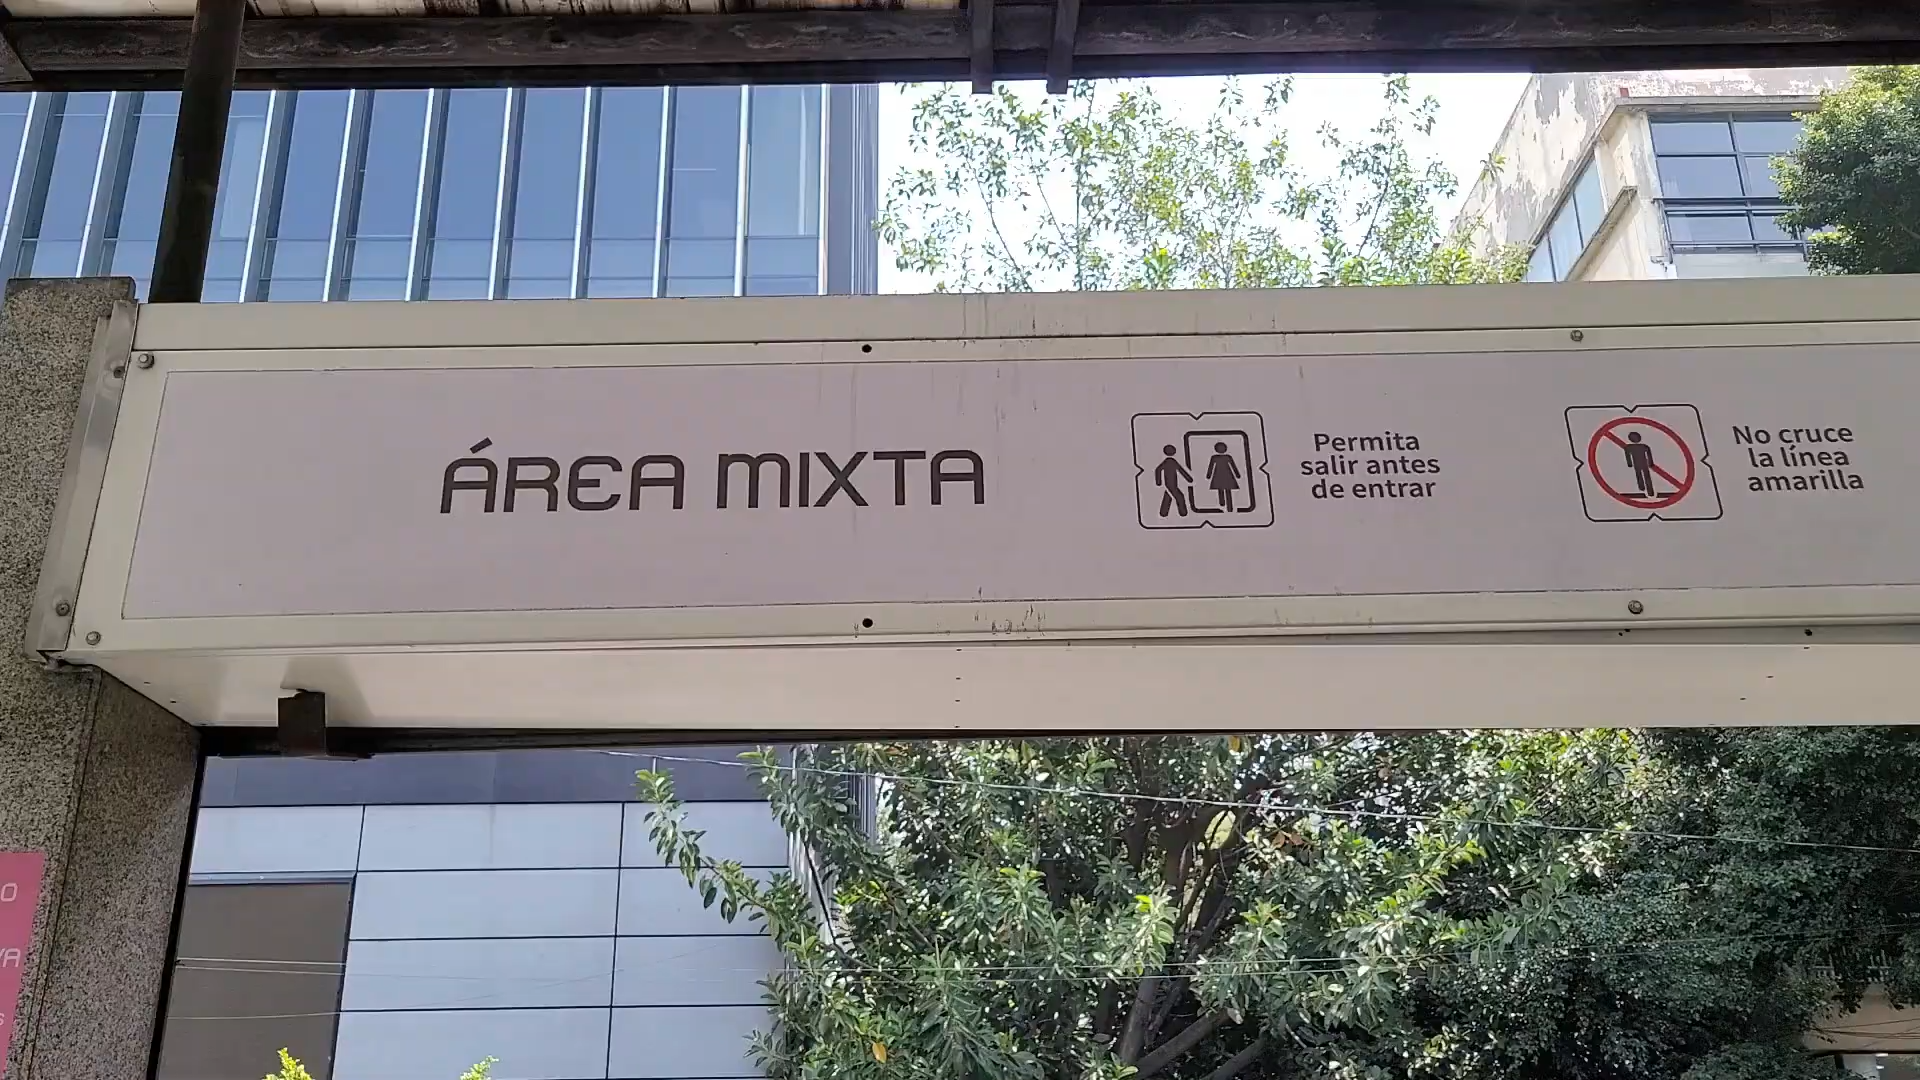 ÁREA MIXTA
Permita
salir antes
de entrar
No cruce
la línea
amarilla